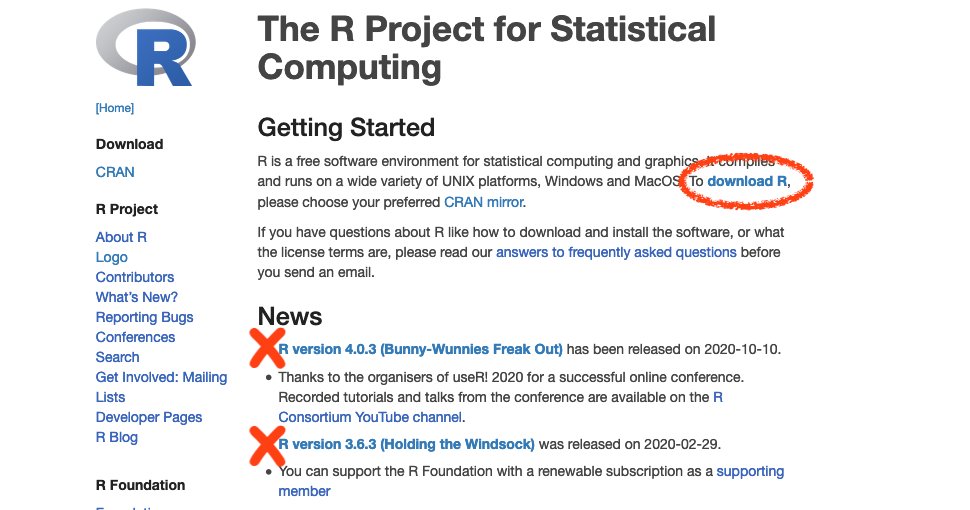 R
The R Project for Statistical
Computing
[Home]
Download
CRAN
R Project
About R
Logo
Contributors
What's New?
Reporting Bugs
Conferences
Search
Get Involved: Mailing
Lists
Developer Pages
R Blog
R Foundation
Getting Started
R is a free software environment for statistical computing and graphics. It compiles
and runs on a wide variety of UNIX platforms, Windows and MacOS. To download R,
please choose your preferred CRAN mirror.
If you have questions about R like how to download and install the software, or what
the license terms are, please read our answers to frequently asked questions before
you send an email.
News
R version 4.0.3 (Bunny-Wunnies Freak Out) has been released on 2020-10-10.
• Thanks to the organisers of useR! 2020 for a successful online conference.
Recorded tutorials and talks from the conference are available on the R
Consortium YouTube channel.
R version 3.6.3 (Holding the Windsock) was released on 2020-02-29.
• You can support the R Foundation with a renewable subscription as a supporting
member